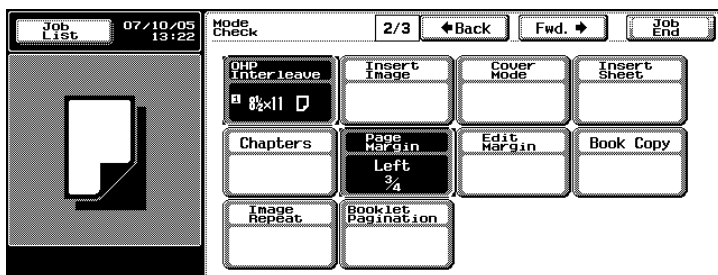 Job
List
07/10/05
13:22
Mode
Check
2/3
Back
Fwd.
Job
End
OHP
Interleave
1 8½×11
Insert
Image
Cover
Mode
Insert
Sheet
Chapters
Page
Margin
Left
3/4
Edit
Margin
Book Copy
Image
Repeat
Booklet
Pagination